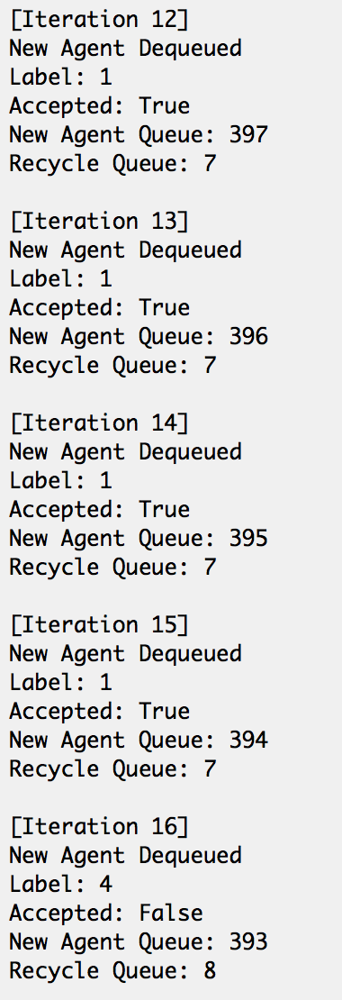 [Iteration 12]
New Agent Dequeued
Label: 1
Accepted: True
New Agent Queue: 397
Recycle Queue: 7

[Iteration 13]
New Agent Dequeued
Label: 1
Accepted: True
New Agent Queue: 396
Recycle Queue: 7

[Iteration 14]
New Agent Dequeued
Label: 1
Accepted: True
New Agent Queue: 395
Recycle Queue: 7

[Iteration 15]
New Agent Dequeued
Label: 1
Accepted: True
New Agent Queue: 394
Recycle Queue: 7

[Iteration 16]
New Agent Dequeued
Label: 4
Accepted: False
New Agent Queue: 393
Recycle Queue: 8